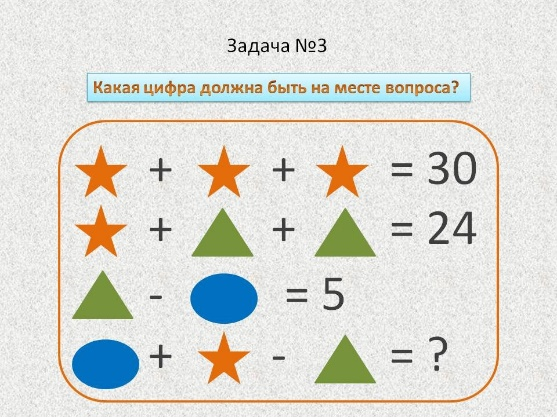 Задача №3
Какая цифра должна быть на месте вопроса?
+ + = 30
+ + = 24
- = 5
+ - = ?